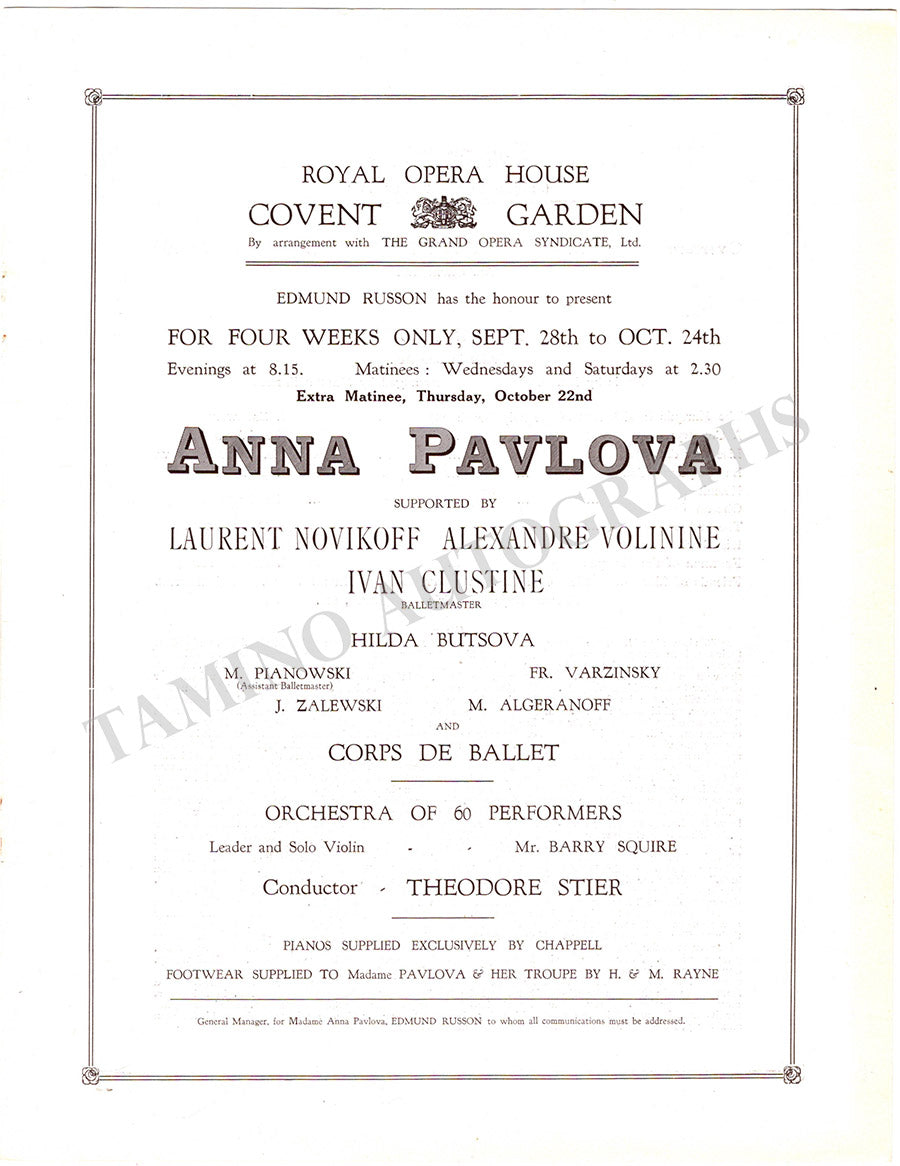 ROYAL OPERA HOUSE
COVENT GARDEN
By arrangement with THE GRAND OPERA SYNDICATE, Ltd.
EDMUND RUSSON has the honour to present
FOR FOUR WEEKS ONLY, SEPT. 28th to OCT. 24th
Evenings at 8.15. Matinees : Wednesdays and Saturdays at 2.30
Extra Matinee, Thursday, October 22nd
ANNA PAVLOVA
SUPPORTED BY
LAURENT NOVIKOFF ALEXANDRE VOLININE
IVAN CLUSTINE
BALLETMASTER
HILDA BUTSOVA
M. PIANOWSKI FR. VARZINSKY
(Assistant Balletmaster)
J. ZALEWSKI M. ALGERANOFF
AND
CORPS DE BALLET
ORCHESTRA OF 60 PERFORMERS
Leader and Solo Violin - - Mr. BARRY SQUIRE
Conductor - THEODORE STIER
PIANOS SUPPLIED EXCLUSIVELY BY CHAPPELL
FOOTWEAR SUPPLIED TO Madame PAVLOVA & HER TROUPE BY H. & M. RAYNE
General Manager, for Madame Anna Pavlova, EDMUND RUSSON to whom all communications must be addressed.
TAMINO AUTOGRAPHS